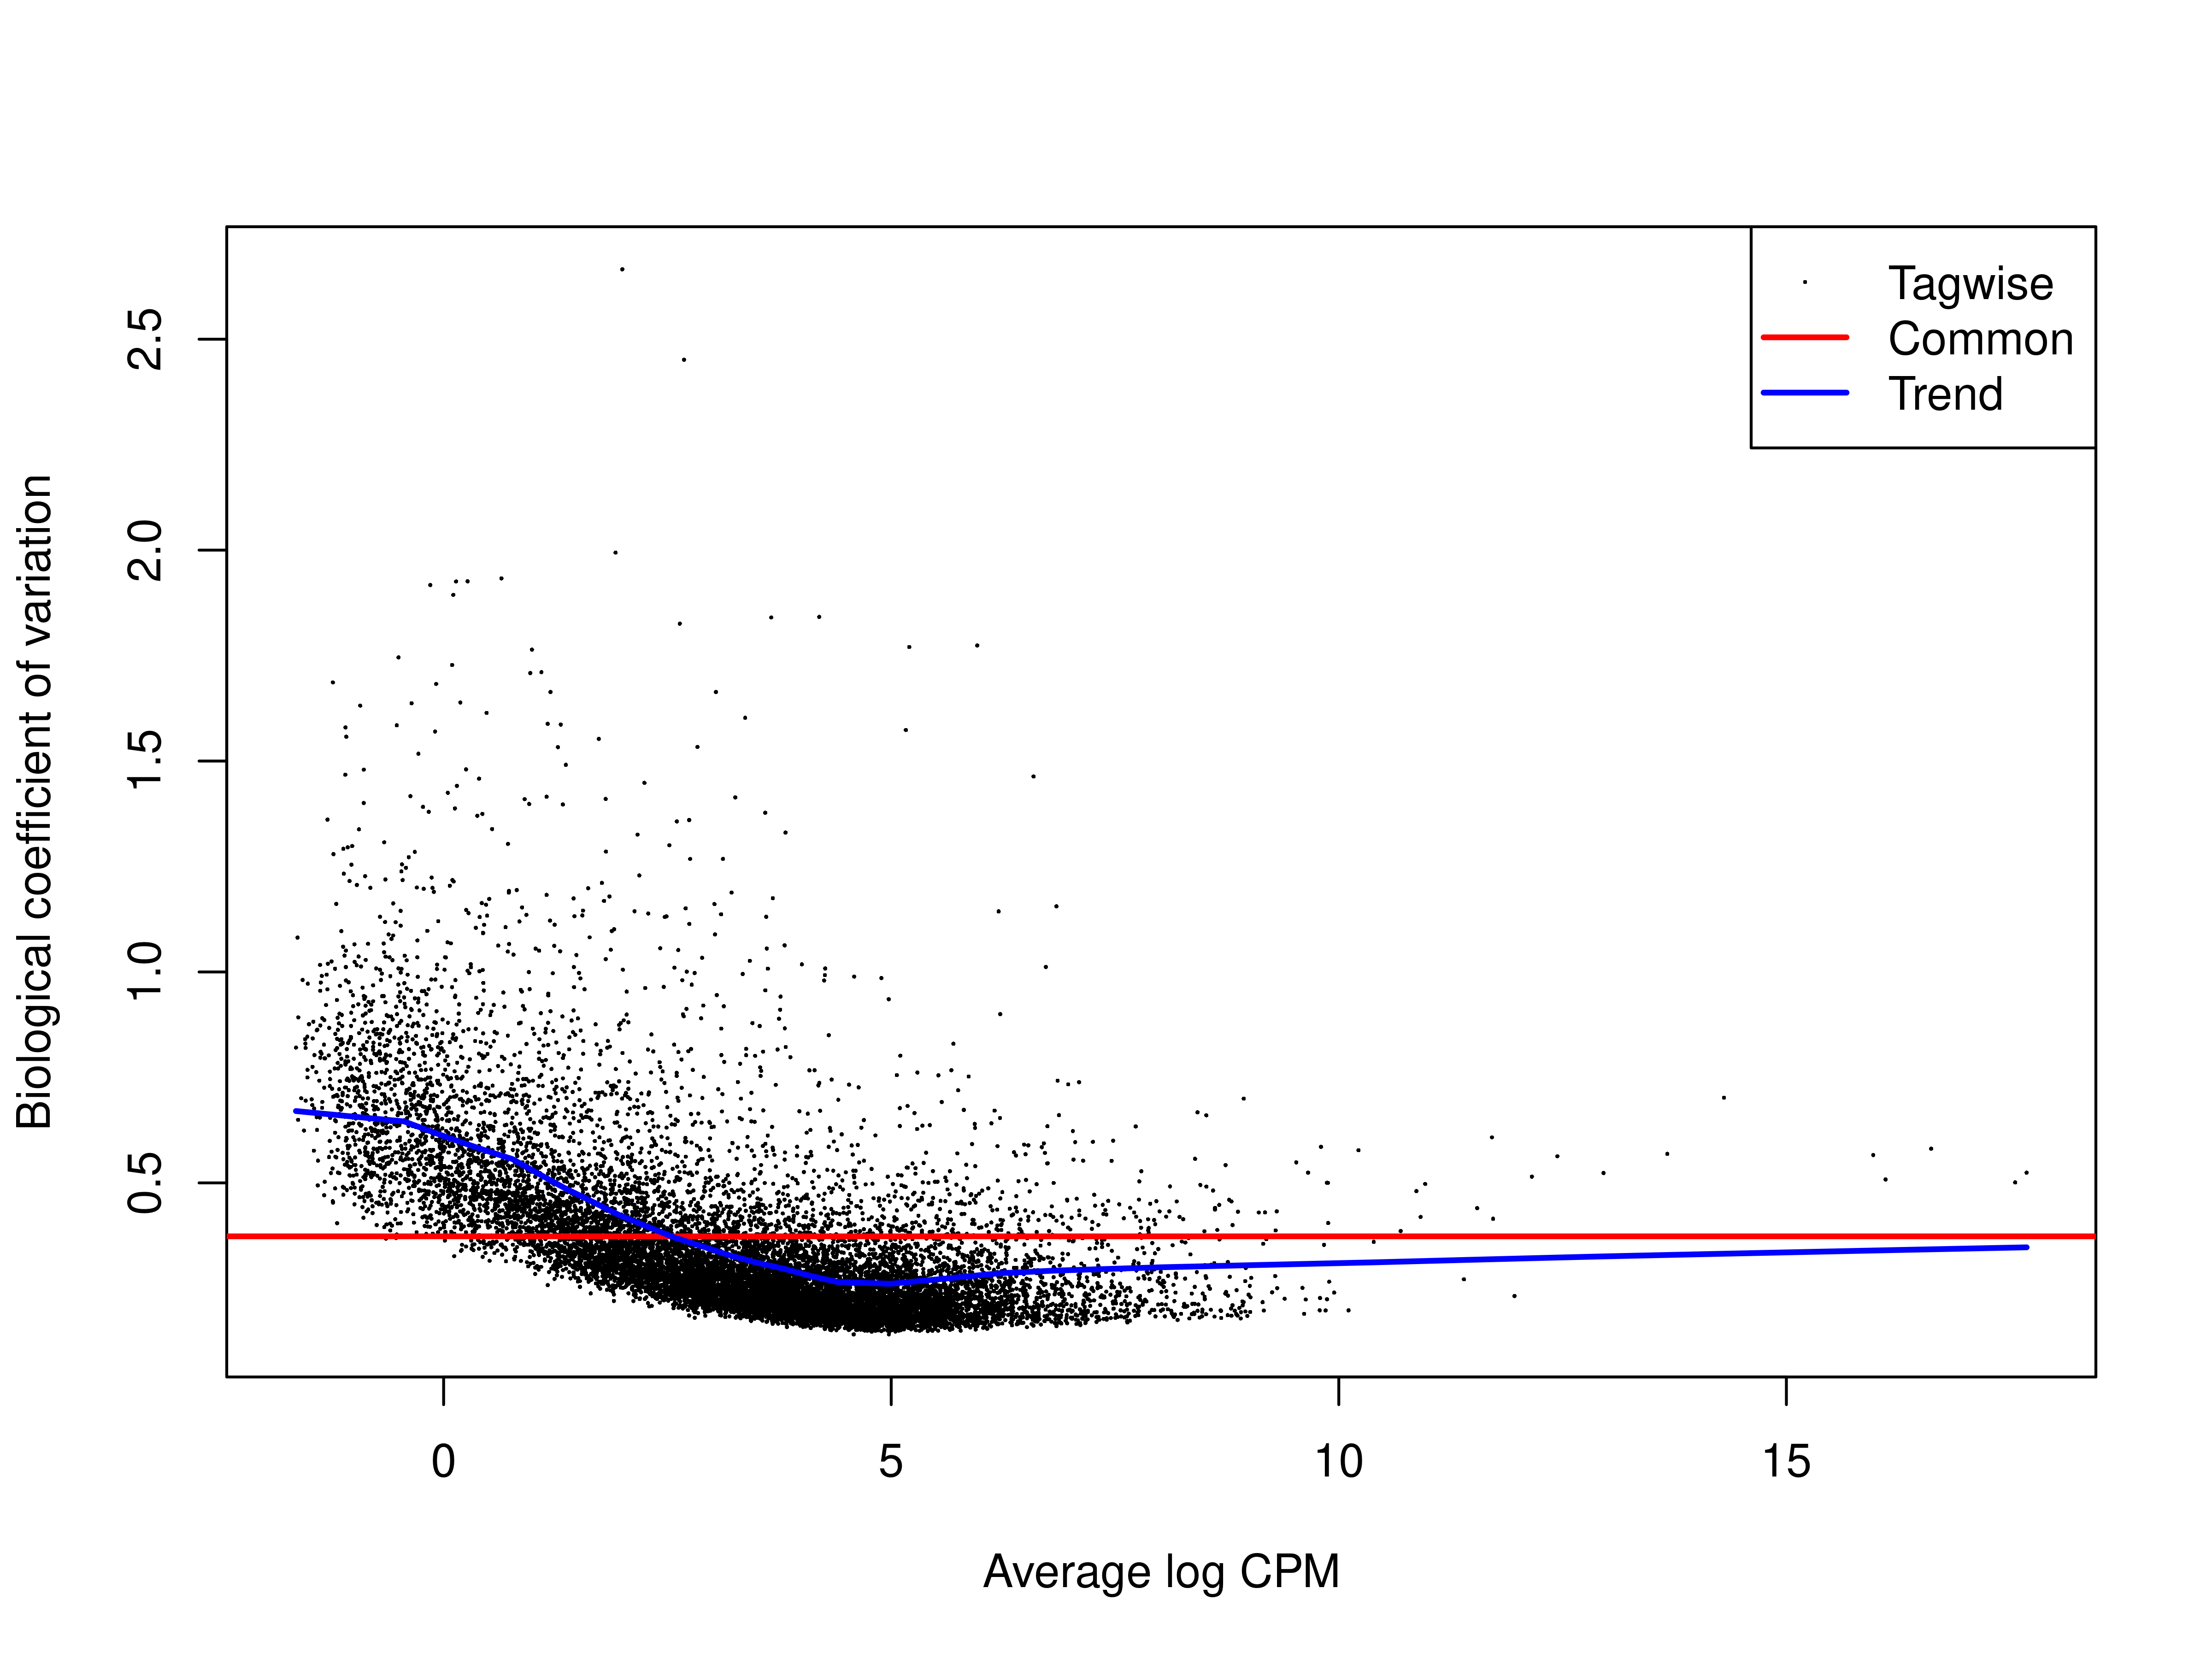 Tagwise
Common
Trend
2.5
2.0
1.5
1.0
0.5
Biological coefficient of variation
0 5 10 15
Average log CPM